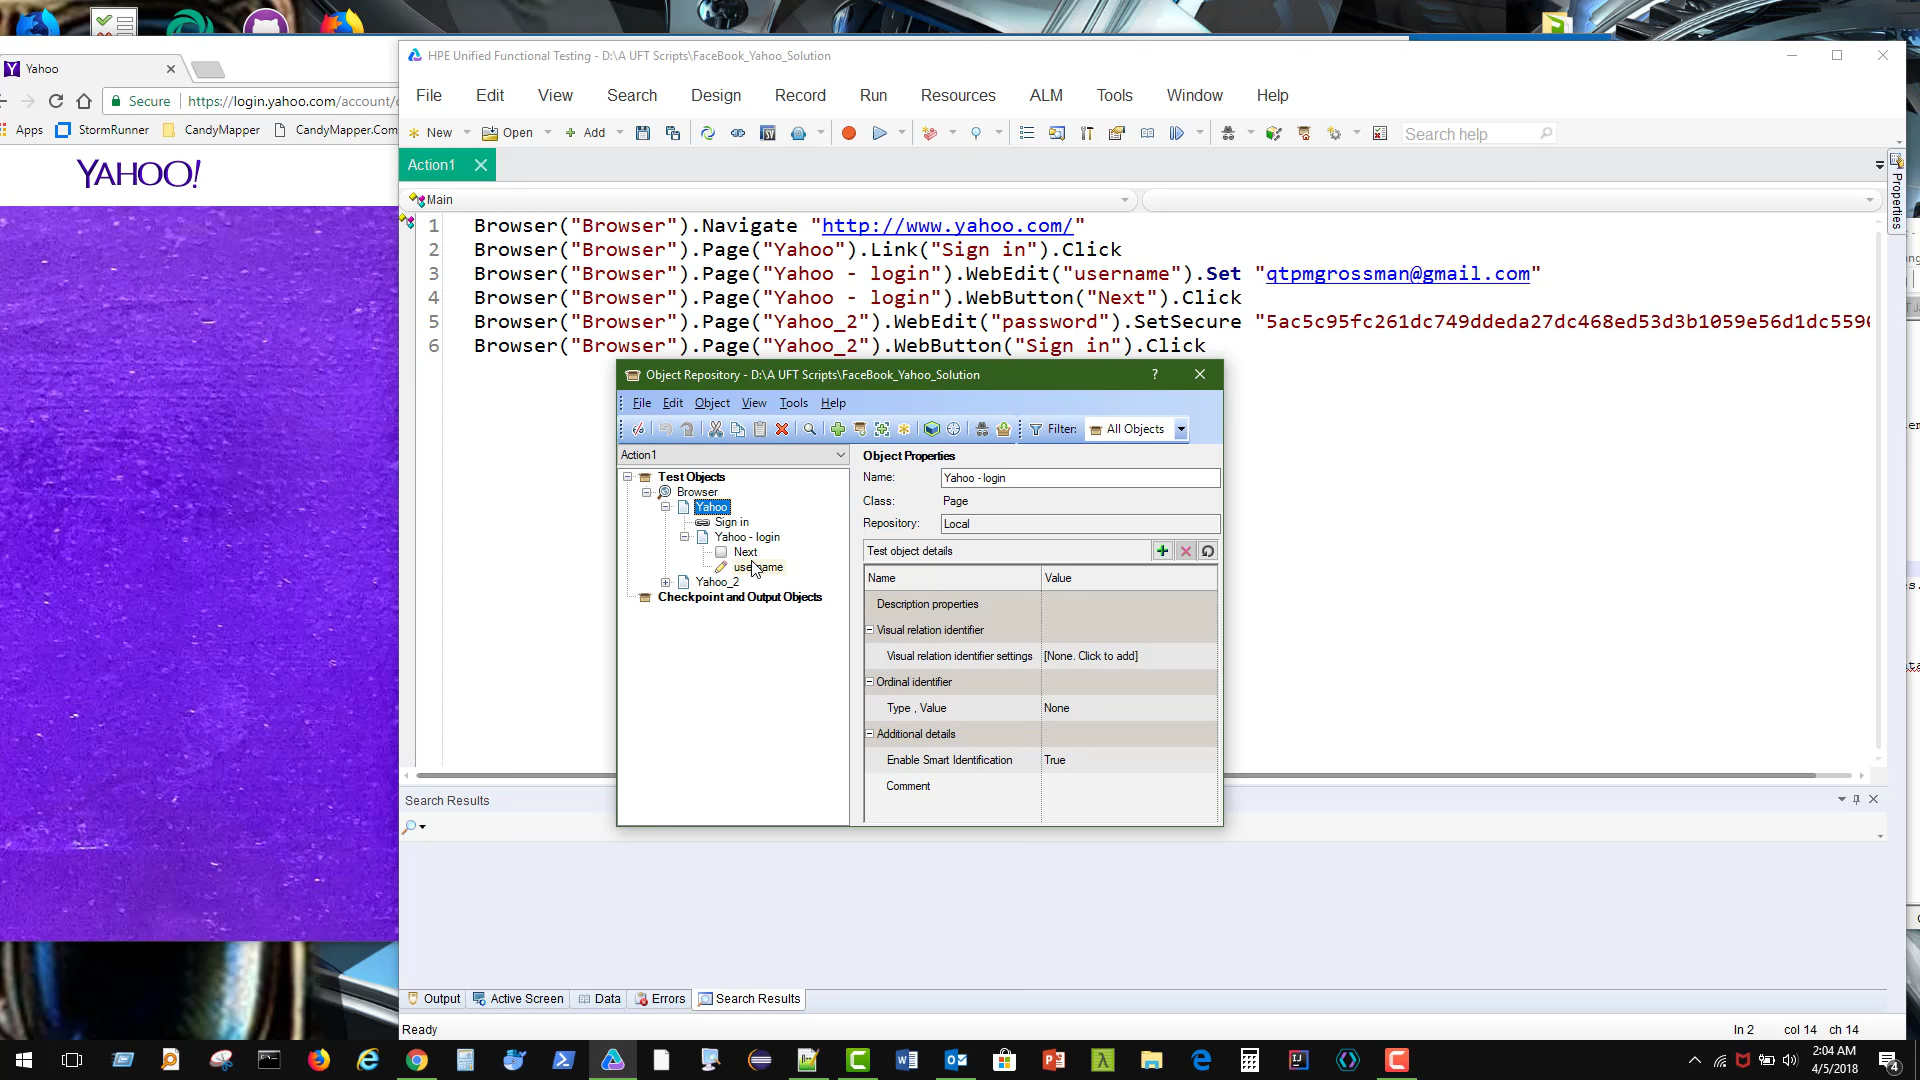 HPE Unified Functional Testing - D:\A UFT Scripts\FaceBook_Yahoo_Solution
Yahoo
File Edit View Search Design Record Run Resources ALM Tools Window Help
Secure https://login.yahoo.com/account/
Apps StormRunner CandyMapper CandyMapper.Com
New Open Add Search help
YAHOO!
Action1
Properties
Main
1 Browser("Browser").Navigate "http://www.yahoo.com/"
2 Browser("Browser").Page("Yahoo").Link("Sign in").Click
3 Browser("Browser").Page("Yahoo - login").WebEdit("username").Set "qtpmgrossman@gmail.com"
4 Browser("Browser").Page("Yahoo - login").WebButton("Next").Click
5 Browser("Browser").Page("Yahoo_2").WebEdit("password").SetSecure "5ac5c95fc261dc749ddeda27dc468ed53d3b1059e56d1dc559
6 Browser("Browser").Page("Yahoo_2").WebButton("Sign in").Click
Object Repository - D:\A UFT Scripts\FaceBook_Yahoo_Solution ?
File Edit Object View Tools Help
Filter: All Objects
Action1
Object Properties
Test Objects
Name: Yahoo - login
Browser
Class: Page
Yahoo
Repository: Local
Sign in
Yahoo - login
Test object details
Next
username
Name Value
Yahoo_2
Checkpoint and Output Objects
Description properties
Visual relation identifier
Visual relation identifier settings [None. Click to add]
Ordinal identifier
Type , Value None
Additional details
Enable Smart Identification True
Comment
Search Results
Output Active Screen Data Errors Search Results
Ready ln 2 col 14 ch 14
2:04 AM
4/5/2018
4